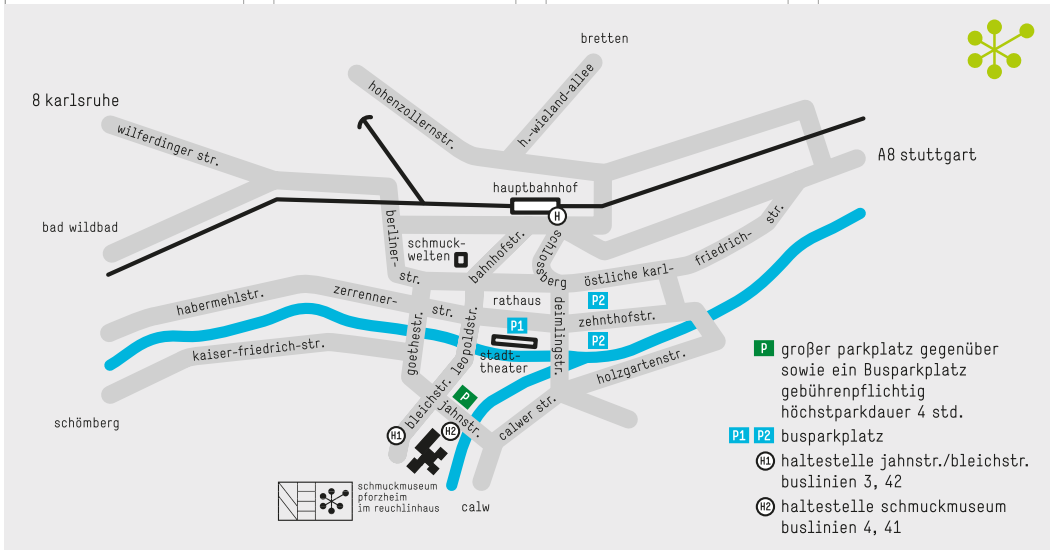 bretten
8 karlsruhe
hohenzollernstr.
h.-wieland-allee
wilferdinger str.
A8 stuttgart
hauptbahnhof
H
bad wildbad
berliner-
str.
schmuck-
welten
bahnhofstr.
schloss
berg
östliche karl-
friedrich-
str.
habermehlstr.
zerrenner-
str.
rathaus
P1
P2
deimlingstr.
zehnthofstr.
P2
goethestr.
leopoldstr.
stadt-
theater
kaiser-friedrich-str.
holzgartenstr.
schömberg
bleichstr.
P
jahnstr.
calwer str.
H1
H2
schmuckmuseum
pforzheim
im reuchlinhaus
calw
P großer parkplatz gegenüber
sowie ein Busparkplatz
gebührenpflichtig
höchstparkdauer 4 std.
P1 P2 busparkplatz
H1 haltestelle jahnstr./bleichstr.
buslinien 3, 42
H2 haltestelle schmuckmuseum
buslinien 4, 41